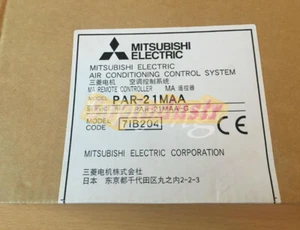 MITSUBISHI
ELECTRIC
MITSUBISHI ELECTRIC
AIR CONDITIONING CONTROL SYSTEM
三菱电机 空调控制系统
MA REMOTE CONTROLLER MA 遥控器
MODEL PAR-21MAA
MODEL
CODE 7IB204
CE
MITSUBISHI ELECTRIC CORPORATION
三菱电机株式会社
日本 东京都千代田区丸之内2-2-3